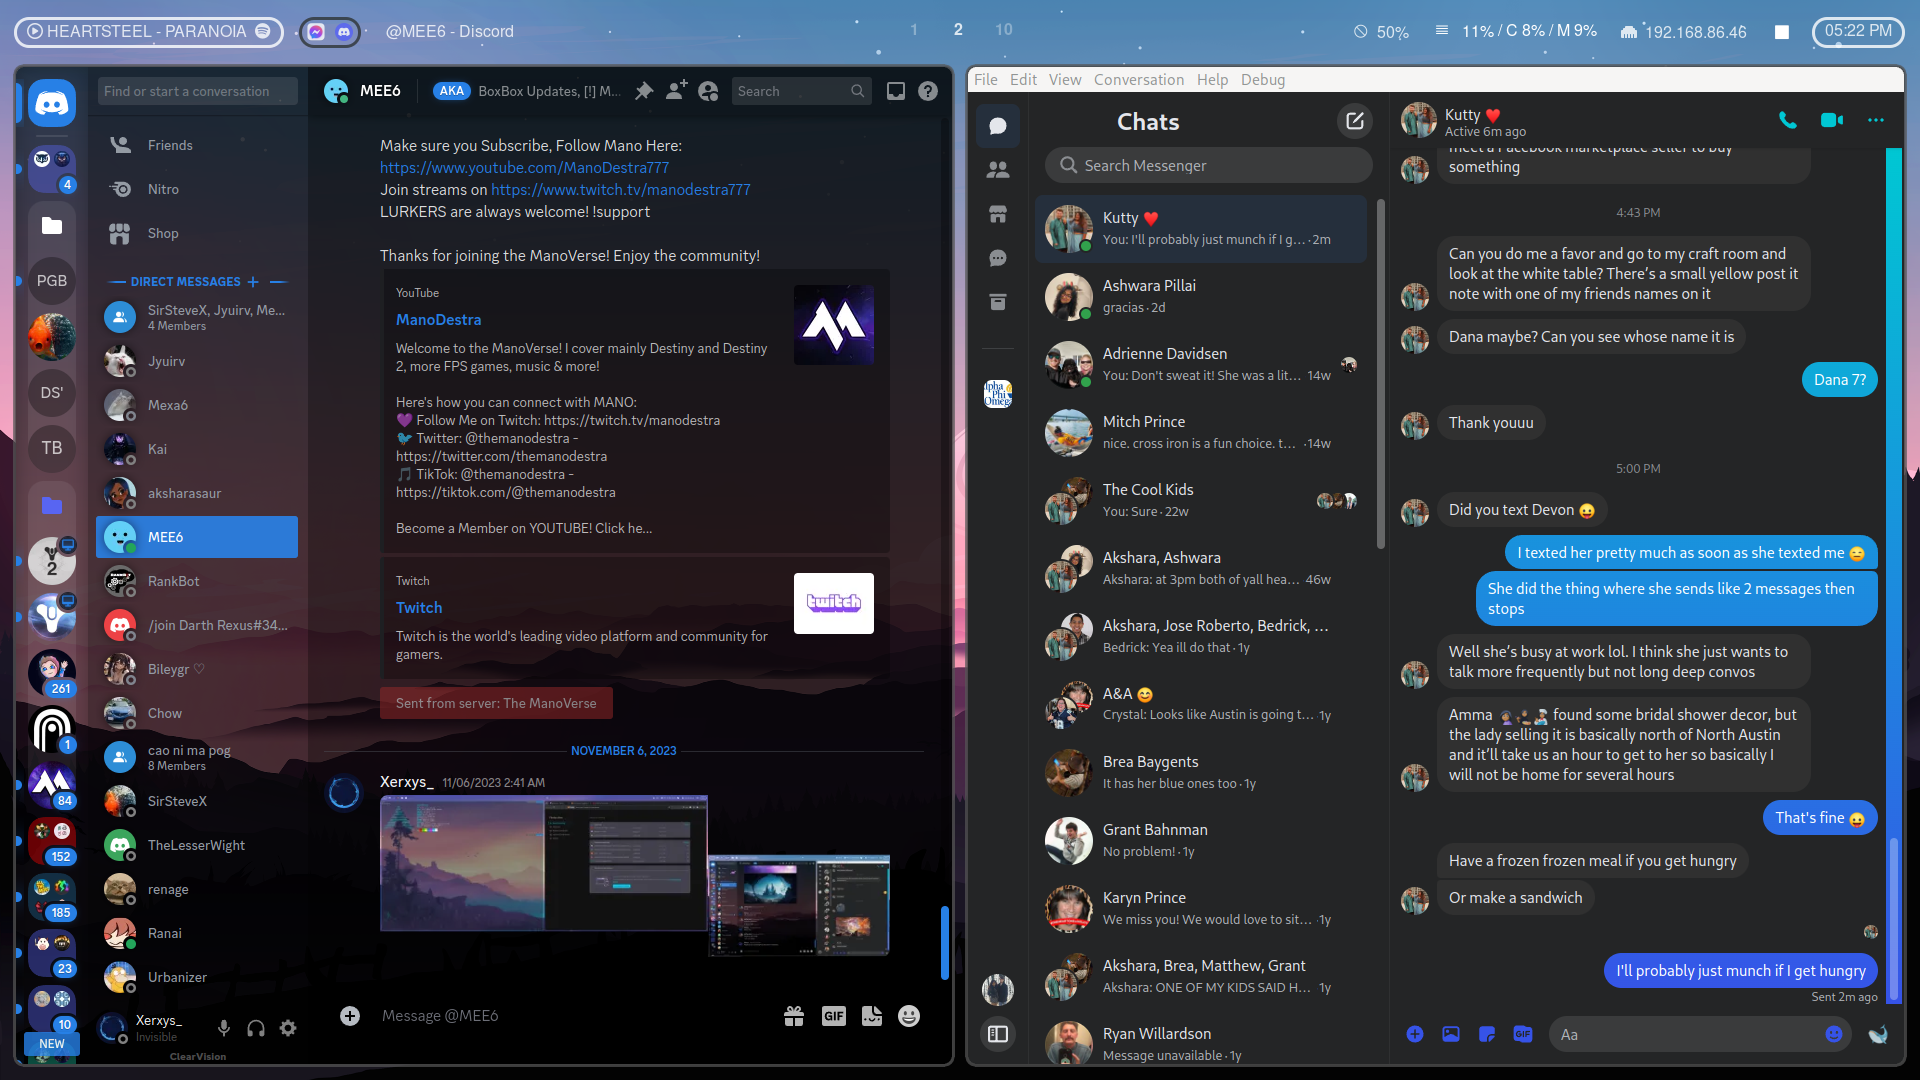 HEARTSTEEL - PARANOIA
@MEE6 - Discord
1 2 10
50%
11% / C 8% / M 9%
192.168.86.46
05:22 PM
Find or start a conversation
Friends
Nitro
Shop
DIRECT MESSAGES
SirSteveX, Jyuirv, Me...
4 Members
Jyuirv
Mexa6
Kai
aksharasaur
MEE6
RankBot
/join Darth Rexus#34...
Bileygr ♡
Chow
cao ni ma pog
8 Members
SirSteveX
TheLesserWight
renage
Ranai
Urbanizer
Xerxys_
Invisible
ClearVision
4
PGB
DS'
TB
2
261
1
84
152
185
23
10
NEW
MEE6
AKA
BoxBox Updates, [!] M...
Search
Make sure you Subscribe, Follow Mano Here:
https://www.youtube.com/ManoDestra777
Join streams on https://www.twitch.tv/manodestra777
LURKERS are always welcome! !support
Thanks for joining the ManoVerse! Enjoy the community!
YouTube
ManoDestra
Welcome to the ManoVerse! I cover mainly Destiny and Destiny
2, more FPS games, music & more!
Here's how you can connect with MANO:
💜 Follow Me on Twitch: https://twitch.tv/manodestra
🐦 Twitter: @themanodestra -
https://twitter.com/themanodestra
🎵 TikTok: @themanodestra -
https://tiktok.com/@themanodestra
Become a Member on YOUTUBE! Click he...
Twitch
Twitch
Twitch is the world's leading video platform and community for
gamers.
twitch
Sent from server: The ManoVerse
NOVEMBER 6, 2023
Xerxys_ 11/06/2023 2:41 AM
Message @MEE6
GIF
File Edit View Conversation Help Debug
Alpha
Phi
Omega
Chats
Search Messenger
Kutty ❤️
You: I'll probably just munch if I g... · 2m
Ashwara Pillai
gracias · 2d
Adrienne Davidsen
You: Don't sweat it! She was a lit... · 14w
Mitch Prince
nice. cross iron is a fun choice. t... · 14w
The Cool Kids
You: Sure · 22w
Akshara, Ashwara
Akshara: at 3pm both of yall hea... · 46w
Akshara, Jose Roberto, Bedrick, ...
Bedrick: Yea ill do that · 1y
A&A 😊
Crystal: Looks like Austin is going t... · 1y
Brea Baygents
It has her blue ones too · 1y
Grant Bahnman
No problem! · 1y
Karyn Prince
We miss you! We would love to sit... · 1y
Akshara, Brea, Matthew, Grant
Akshara: ONE OF MY KIDS SAID H... · 1y
Ryan Willardson
Message unavailable · 1y
Kutty ❤️
Active 6m ago
meet a Facebook marketplace seller to buy
something
4:43 PM
Can you do me a favor and go to my craft room and
look at the white table? There's a small yellow post it
note with one of my friends names on it
Dana maybe? Can you see whose name it is
Dana 7?
Thank youuu
5:00 PM
Did you text Devon 😛
I texted her pretty much as soon as she texted me 😑
She did the thing where she sends like 2 messages then
stops
Well she's busy at work lol. I think she just wants to
talk more frequently but not long deep convos
Amma found some bridal shower decor, but
the lady selling it is basically north of North Austin
and it'll take us an hour to get to her so basically I
will not be home for several hours
That's fine 😛
Have a frozen frozen meal if you get hungry
Or make a sandwich
I'll probably just munch if I get hungry
Sent 2m ago
GIF
Aa